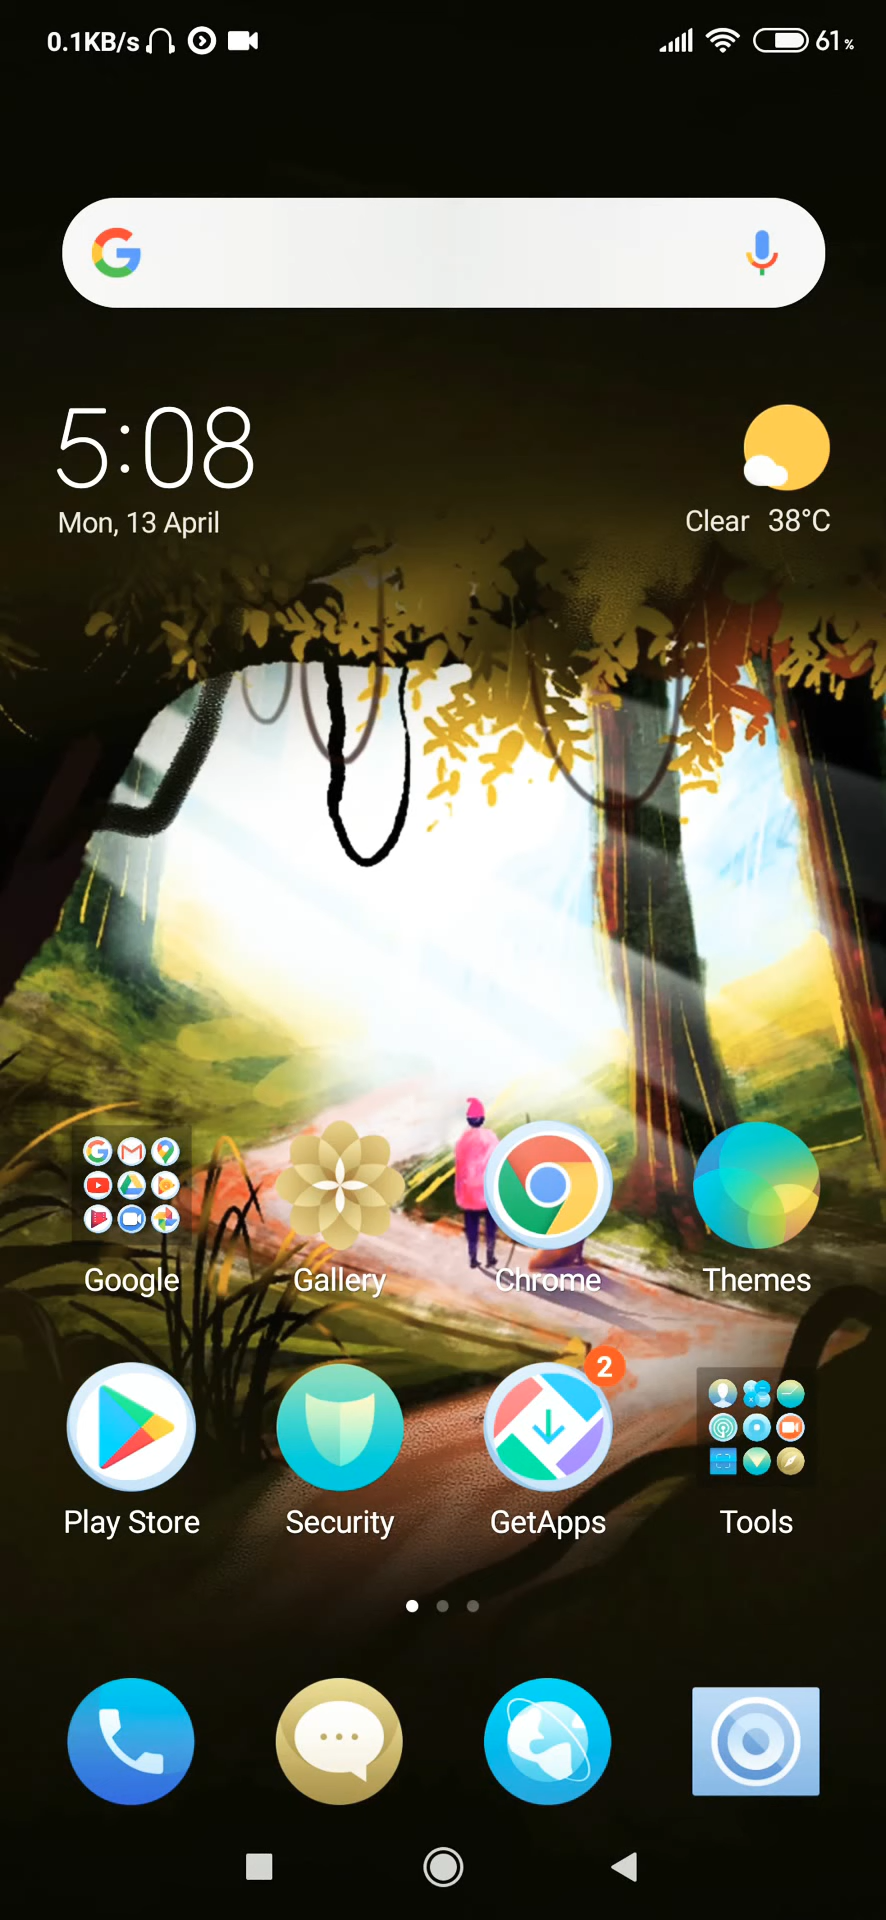 0.1KB/s 61%
5:08
Mon, 13 April
Clear 38°C
Google Gallery Chrome Themes
2
Play Store Security GetApps Tools